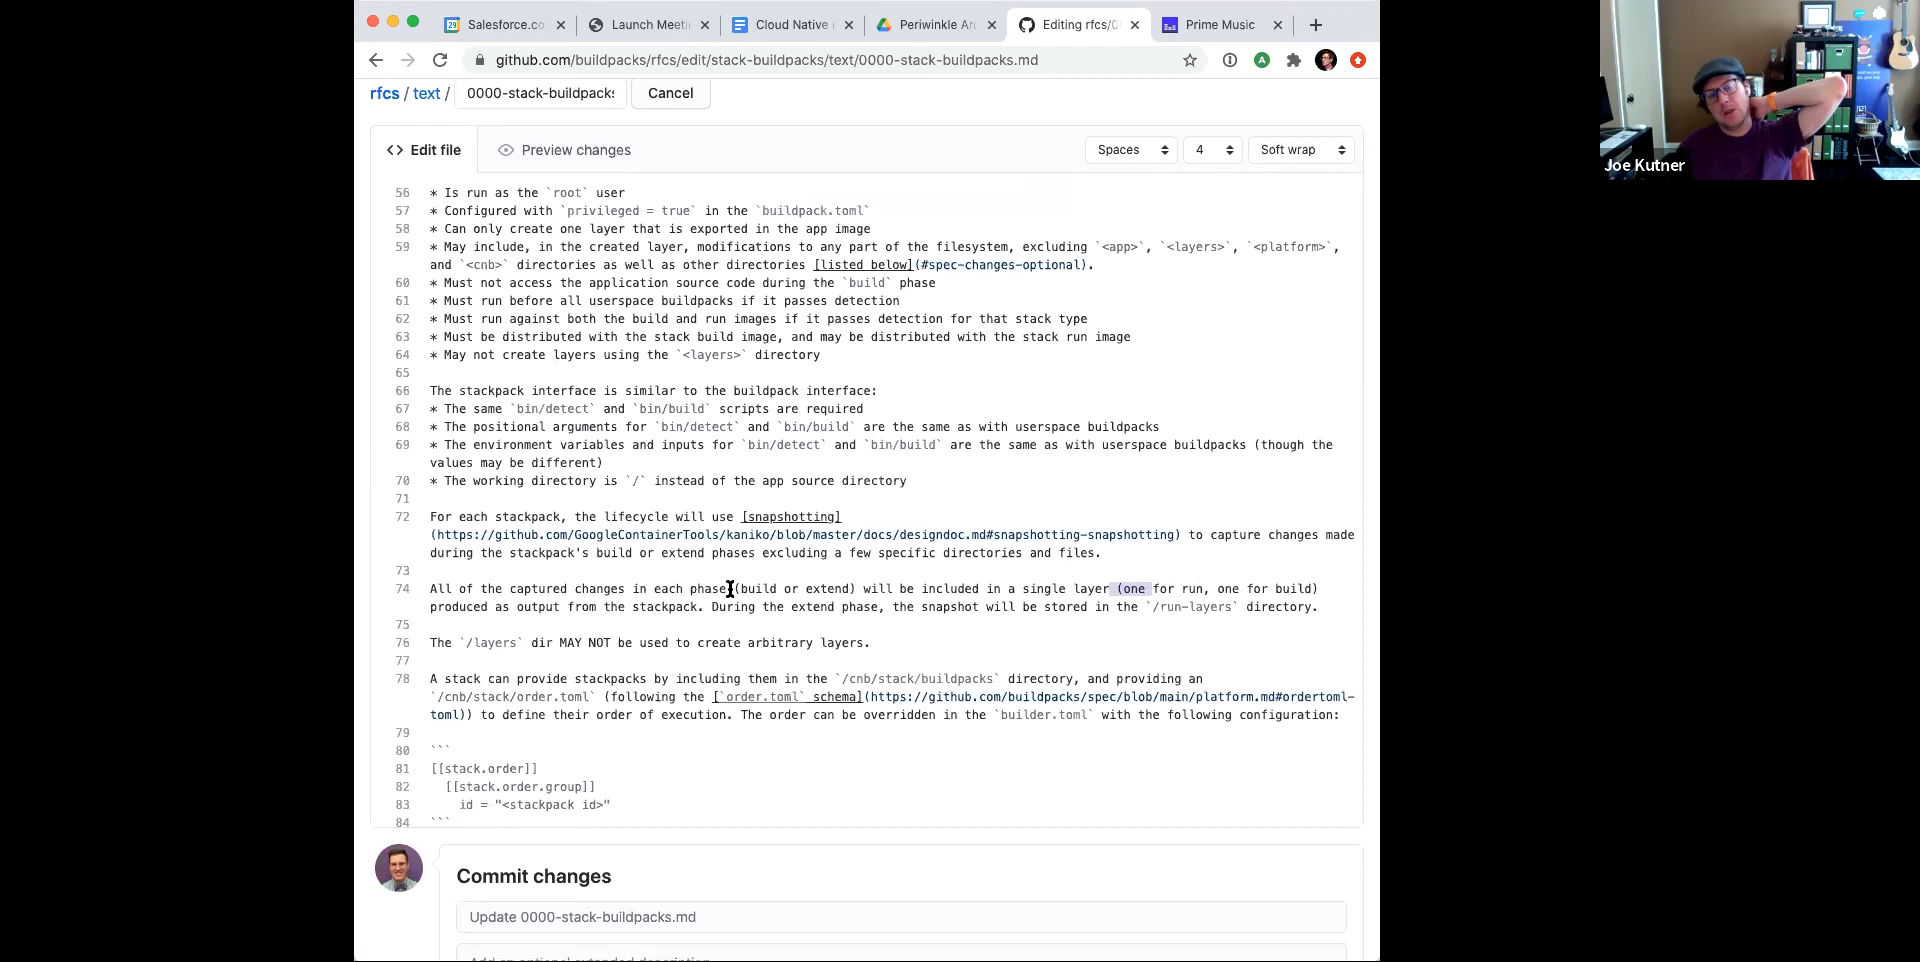 Salesforce.co
Launch Meeti
Cloud Native
Periwinkle Ar
Editing rfcs/0
Prime Music
github.com/buildpacks/rfcs/edit/stack-buildpacks/text/0000-stack-buildpacks.md
rfcs / text / 0000-stack-buildpacks Cancel
<> Edit file Preview changes Spaces 4 Soft wrap
56 * Is run as the `root` user
57 * Configured with `privileged = true` in the `buildpack.toml`
58 * Can only create one layer that is exported in the app image
59 * May include, in the created layer, modifications to any part of the filesystem, excluding `<app>`, `<layers>`, `<platform>`,
and `<cnb>` directories as well as other directories [listed below](#spec-changes-optional).
60 * Must not access the application source code during the `build` phase
61 * Must run before all userspace buildpacks if it passes detection
62 * Must run against both the build and run images if it passes detection for that stack type
63 * Must be distributed with the stack build image, and may be distributed with the stack run image
64 * May not create layers using the `<layers>` directory
65
66 The stackpack interface is similar to the buildpack interface:
67 * The same `bin/detect` and `bin/build` scripts are required
68 * The positional arguments for `bin/detect` and `bin/build` are the same as with userspace buildpacks
69 * The environment variables and inputs for `bin/detect` and `bin/build` are the same as with userspace buildpacks (though the
values may be different)
70 * The working directory is `/` instead of the app source directory
71
72 For each stackpack, the lifecycle will use [snapshotting]
(https://github.com/GoogleContainerTools/kaniko/blob/master/docs/designdoc.md#snapshotting-snapshotting) to capture changes made
during the stackpack's build or extend phases excluding a few specific directories and files.
73
74 All of the captured changes in each phase (build or extend) will be included in a single layer (one for run, one for build)
produced as output from the stackpack. During the extend phase, the snapshot will be stored in the `/run-layers` directory.
75
76 The `/layers` dir MAY NOT be used to create arbitrary layers.
77
78 A stack can provide stackpacks by including them in the `/cnb/stack/buildpacks` directory, and providing an
`/cnb/stack/order.toml` (following the [`order.toml` schema](https://github.com/buildpacks/spec/blob/main/platform.md#ordertoml-
toml)) to define their order of execution. The order can be overridden in the `builder.toml` with the following configuration:
79
80 ```
81 [[stack.order]]
82 [[stack.order.group]]
83 id = "<stackpack id>"
84 ```
Commit changes
Update 0000-stack-buildpacks.md
Joe Kutner